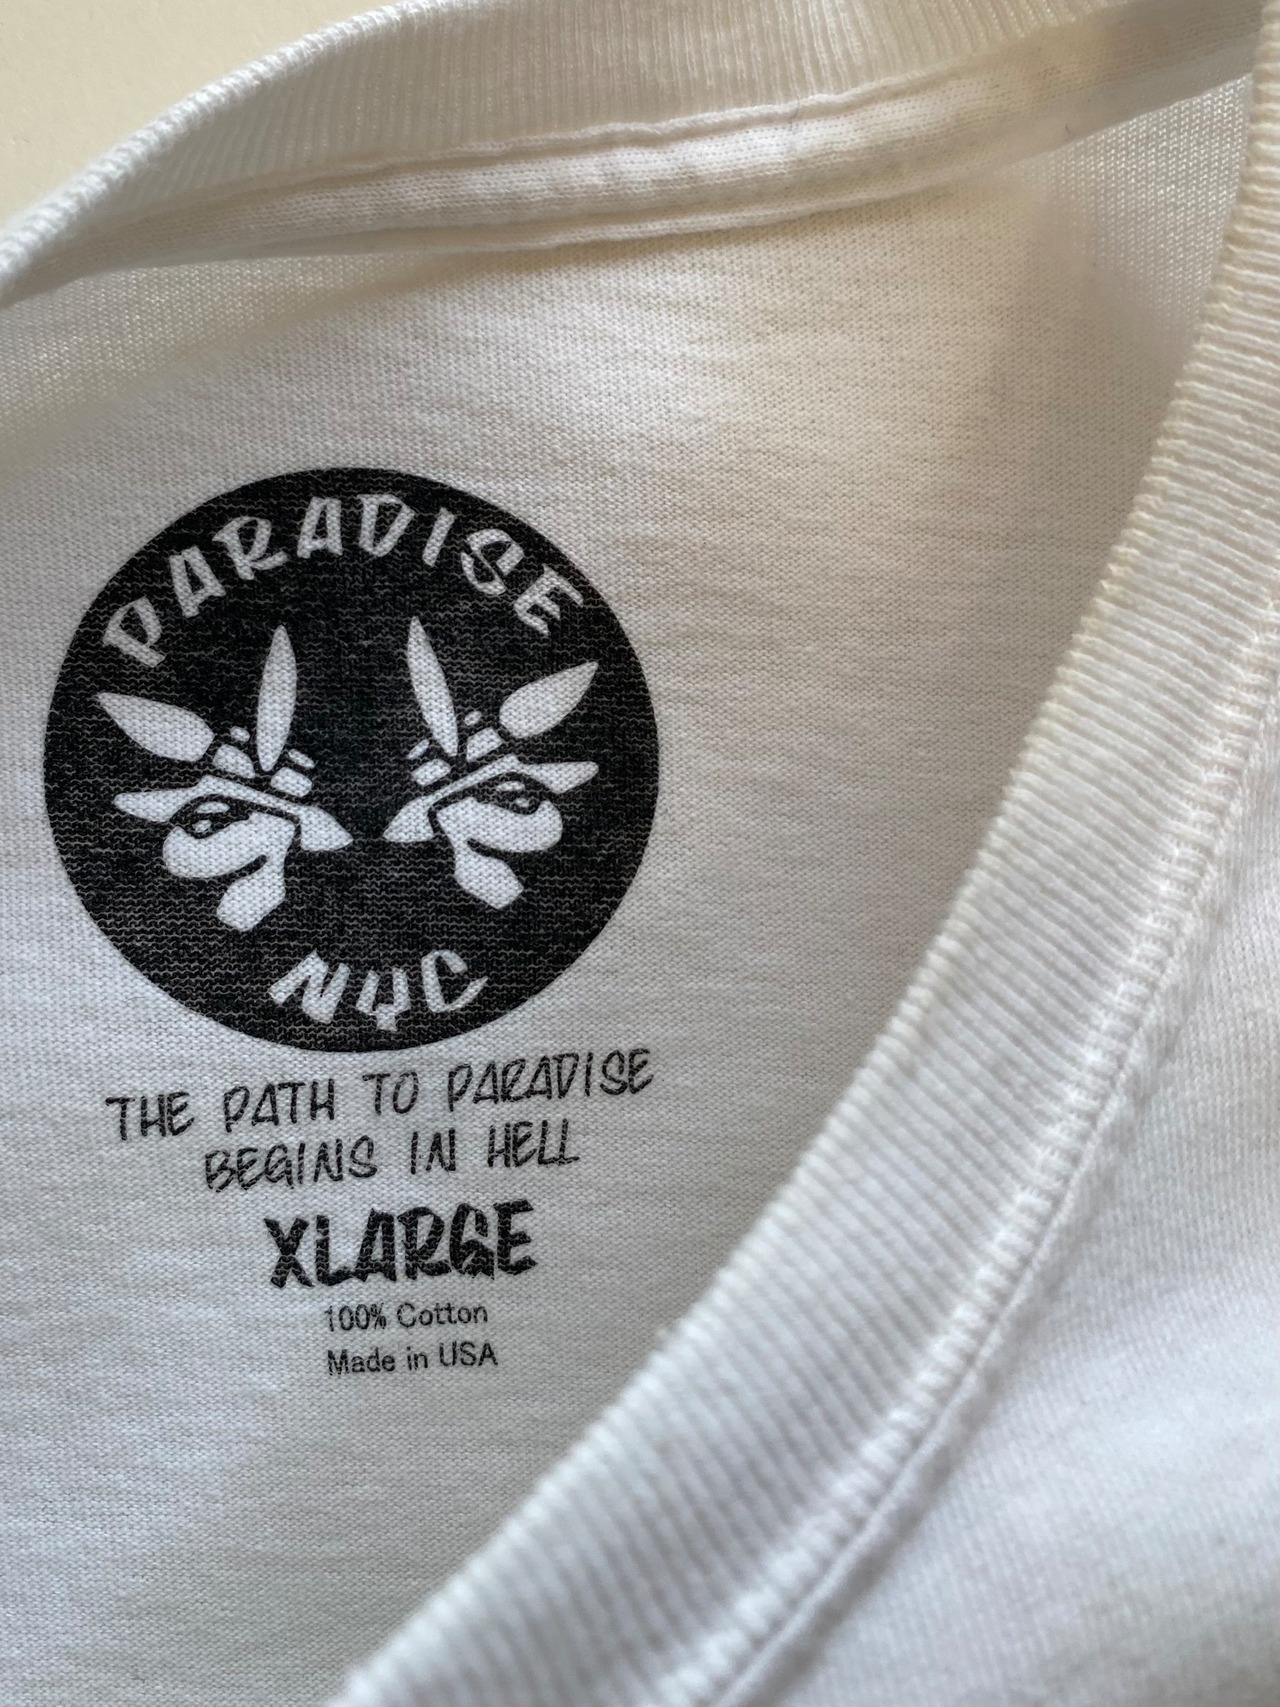 PARADISE
NYC
THE PATH TO PARADISE
BEGINS IN HELL
XLARGE
100% Cotton
Made in USA